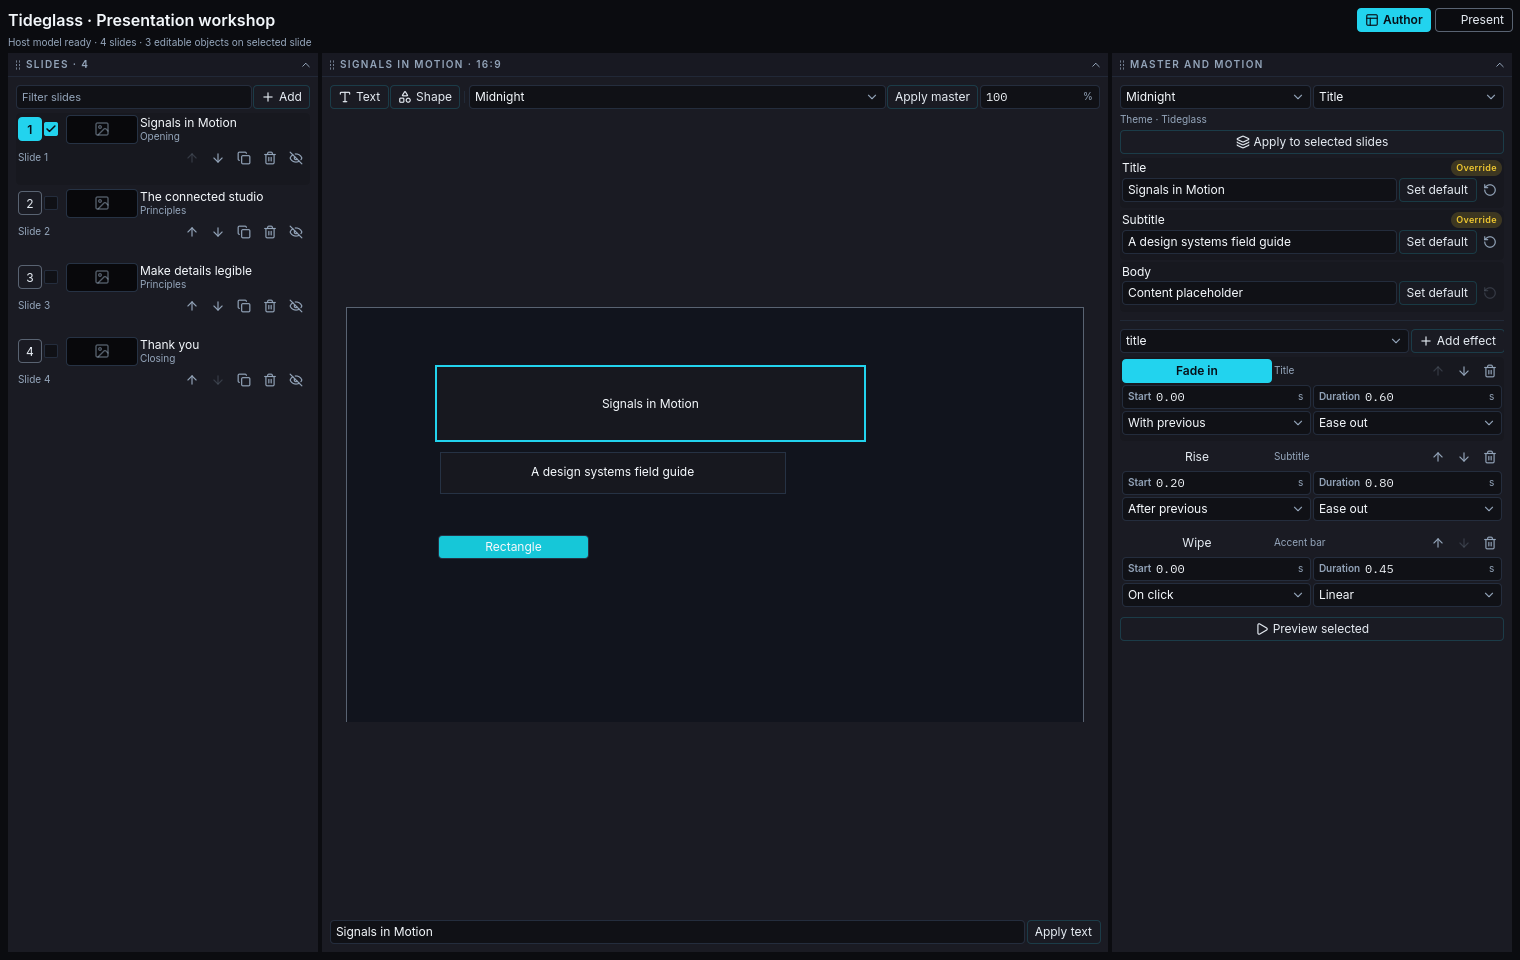 Tideglass · Presentation workshop
Author
Present
Host model ready · 4 slides · 3 editable objects on selected slide
SLIDES · 4
Filter slides
Add
1
Signals in Motion
Opening
Slide 1
2
The connected studio
Principles
Slide 2
3
Make details legible
Principles
Slide 3
4
Thank you
Closing
Slide 4
SIGNALS IN MOTION · 16:9
Text
Shape
Midnight
Apply master
100 %
Signals in Motion
A design systems field guide
Rectangle
Signals in Motion
Apply text
MASTER AND MOTION
Midnight
Title
Theme · Tideglass
Apply to selected slides
Title
Override
Signals in Motion
Set default
Subtitle
Override
A design systems field guide
Set default
Body
Content placeholder
Set default
title
Add effect
Fade in
Title
Start 0.00 s
Duration 0.60 s
With previous
Ease out
Rise
Subtitle
Start 0.20 s
Duration 0.80 s
After previous
Ease out
Wipe
Accent bar
Start 0.00 s
Duration 0.45 s
On click
Linear
Preview selected